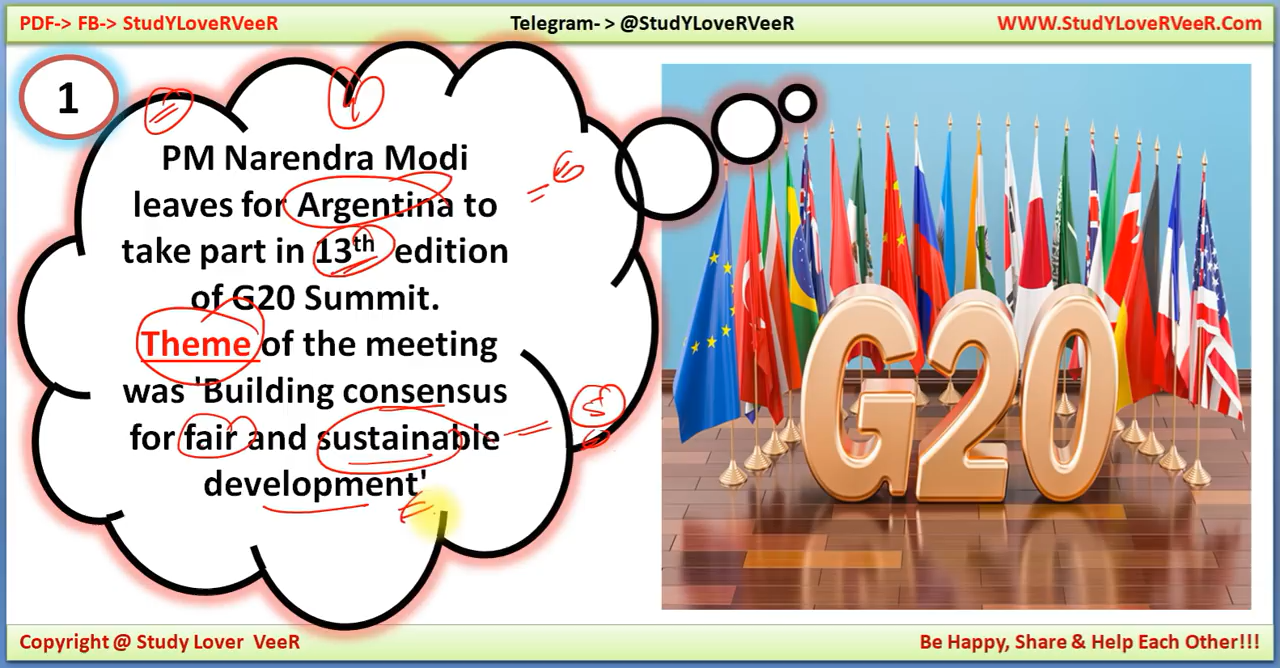 PDF-> FB-> StudYLoveRVeeR
Telegram- > @StudYLoveRVeeR
WWW.StudYLoveRVeeR.Com
1
PM Narendra Modi
leaves for Argentina to
take part in 13th edition
of G20 Summit.
Theme of the meeting
was 'Building consensus
for fair and sustainable
development'
G20
Copyright @ Study Lover VeeR
Be Happy, Share & Help Each Other!!!